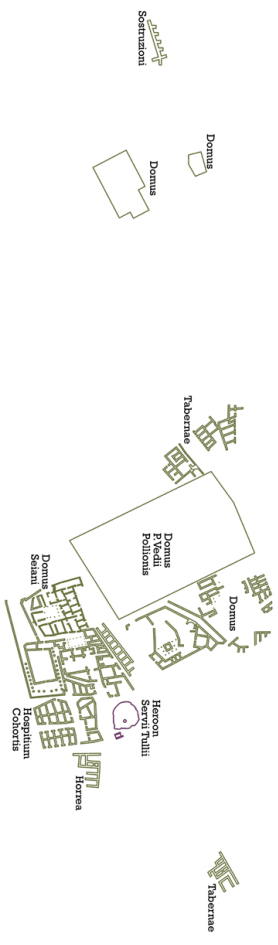 Sostruzioni
Domus
Domus
Tabernae
Domus
P.Vedii
Pollionis
Domus
Domus
Seiani
Heroon
Servii Tullii
Hospitium
Cohortis
Horrea
Tabernae